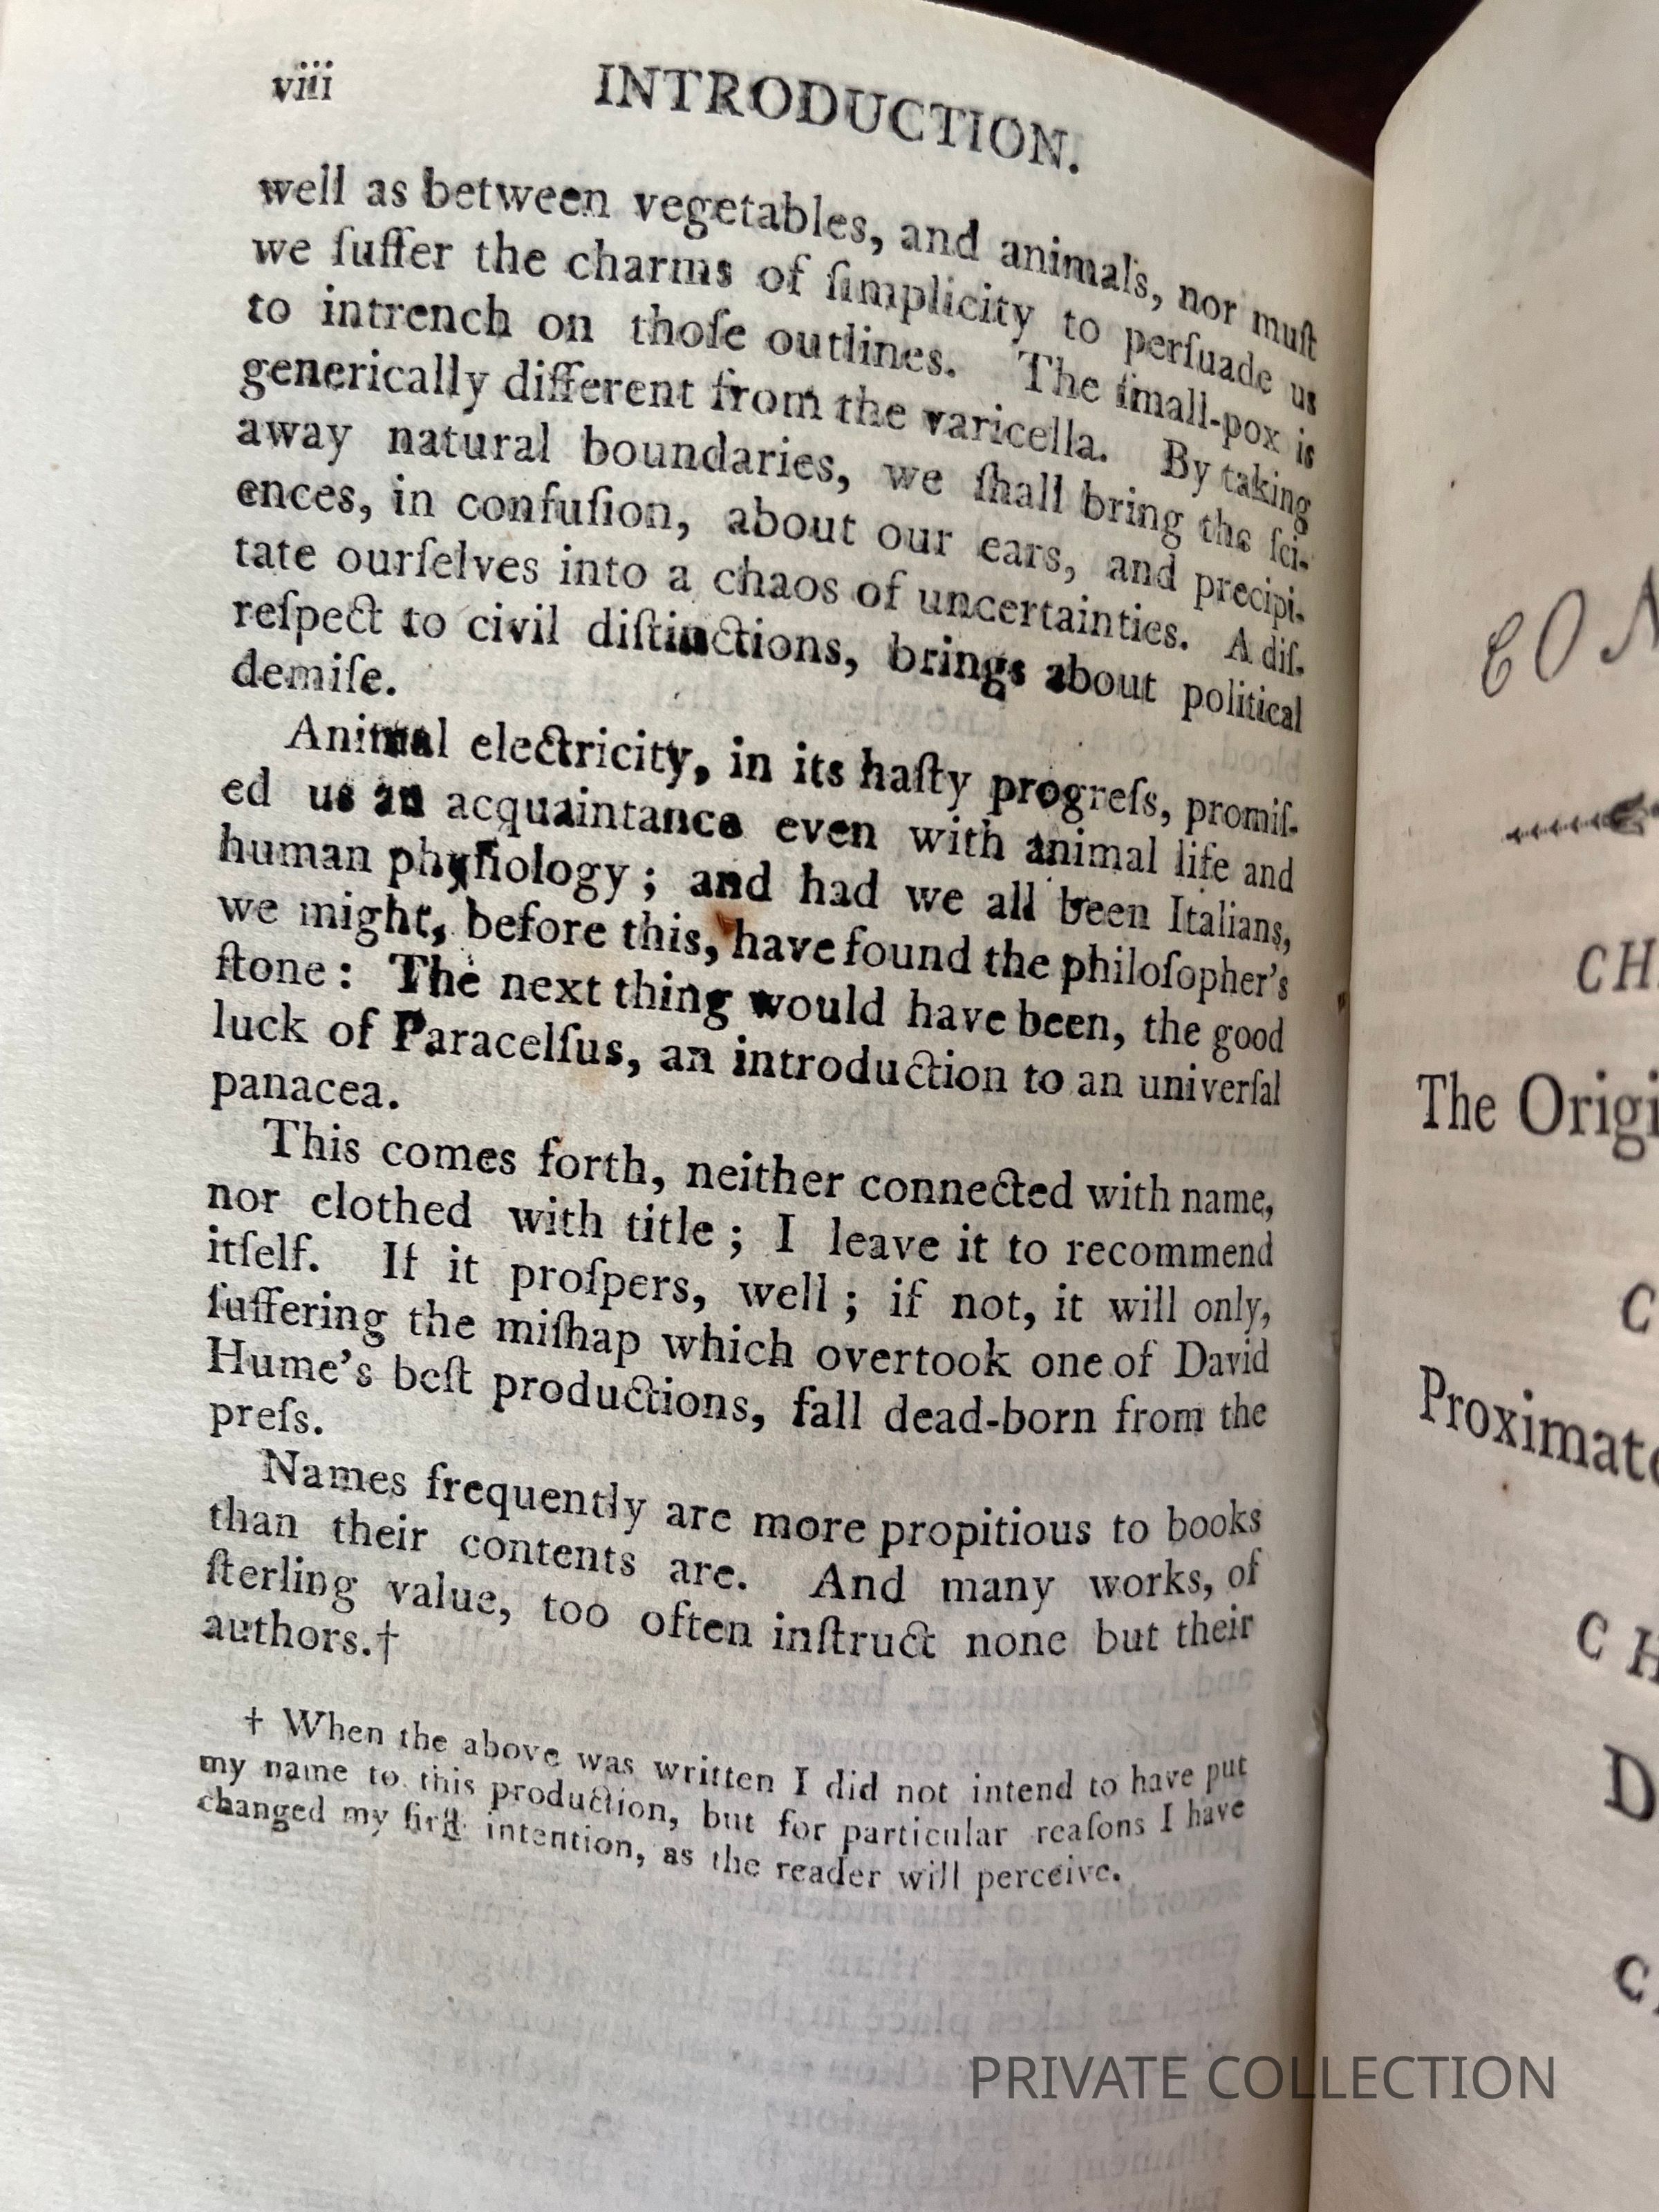 viii INTRODUCTION.
well as between vegetables, and animals, nor muſt
we ſuffer the charms of ſimplicity to perſuade us
to intrench on thoſe outlines. The ſmall-pox is
generically different from the varicella. By taking
away natural boundaries, we ſhall bring the ſci-
ences, in confuſion, about our ears, and precipi-
tate ourſelves into a chaos of uncertainties. A diſ-
reſpect to civil diſtinctions, brings about political
demiſe.
Animal electricity, in its haſty progreſs, promiſ-
ed us an acquaintance even with animal life and
human phyſiology; and had we all been Italians,
we might, before this, have found the philoſopher's
ſtone: The next thing would have been, the good
luck of Paracelſus, an introduction to an univerſal
panacea.
This comes forth, neither connected with name,
nor clothed with title; I leave it to recommend
itſelf. If it proſpers, well; if not, it will only,
ſuffering the miſhap which overtook one of David
Hume's beſt productions, fall dead-born from the
preſs.
Names frequently are more propitious to books
than their contents are. And many works, of
ſterling value, too often inſtruct none but their
authors.†
† When the above was written I did not intend to have put
my name to this production, but for particular reaſons I have
changed my firſt intention, as the reader will perceive.
CON
CH
The Origi
C
Proximate
CH
D
C
PRIVATE COLLECTION